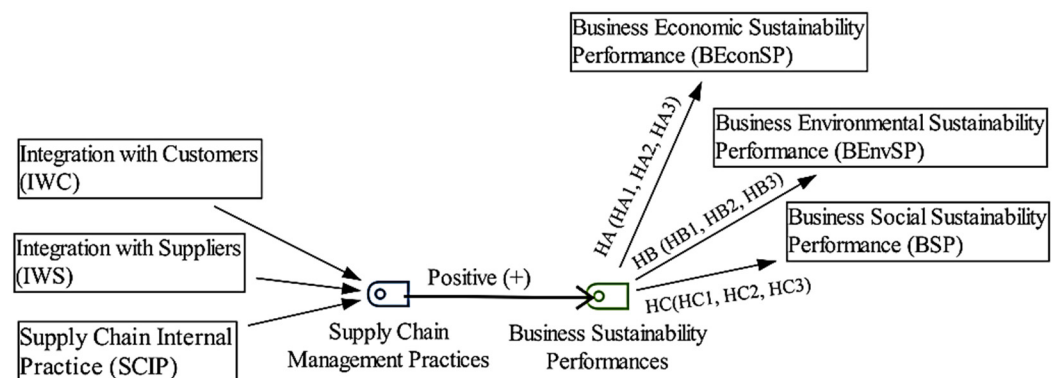 Business Economic Sustainability
Performance (BEconSP)
HA (HA1, HA2, HA3)
Business Environmental Sustainability
Performance (BEnvSP)
HB (HB1, HB2, HB3)
Business Social Sustainability
Performance (BSP)
HC(HC1, HC2, HC3)
Integration with Customers
(IWC)
Integration with Suppliers
(IWS)
Supply Chain Internal
Practice (SCIP)
Positive (+)
Supply Chain
Management Practices
Business Sustainability
Performances